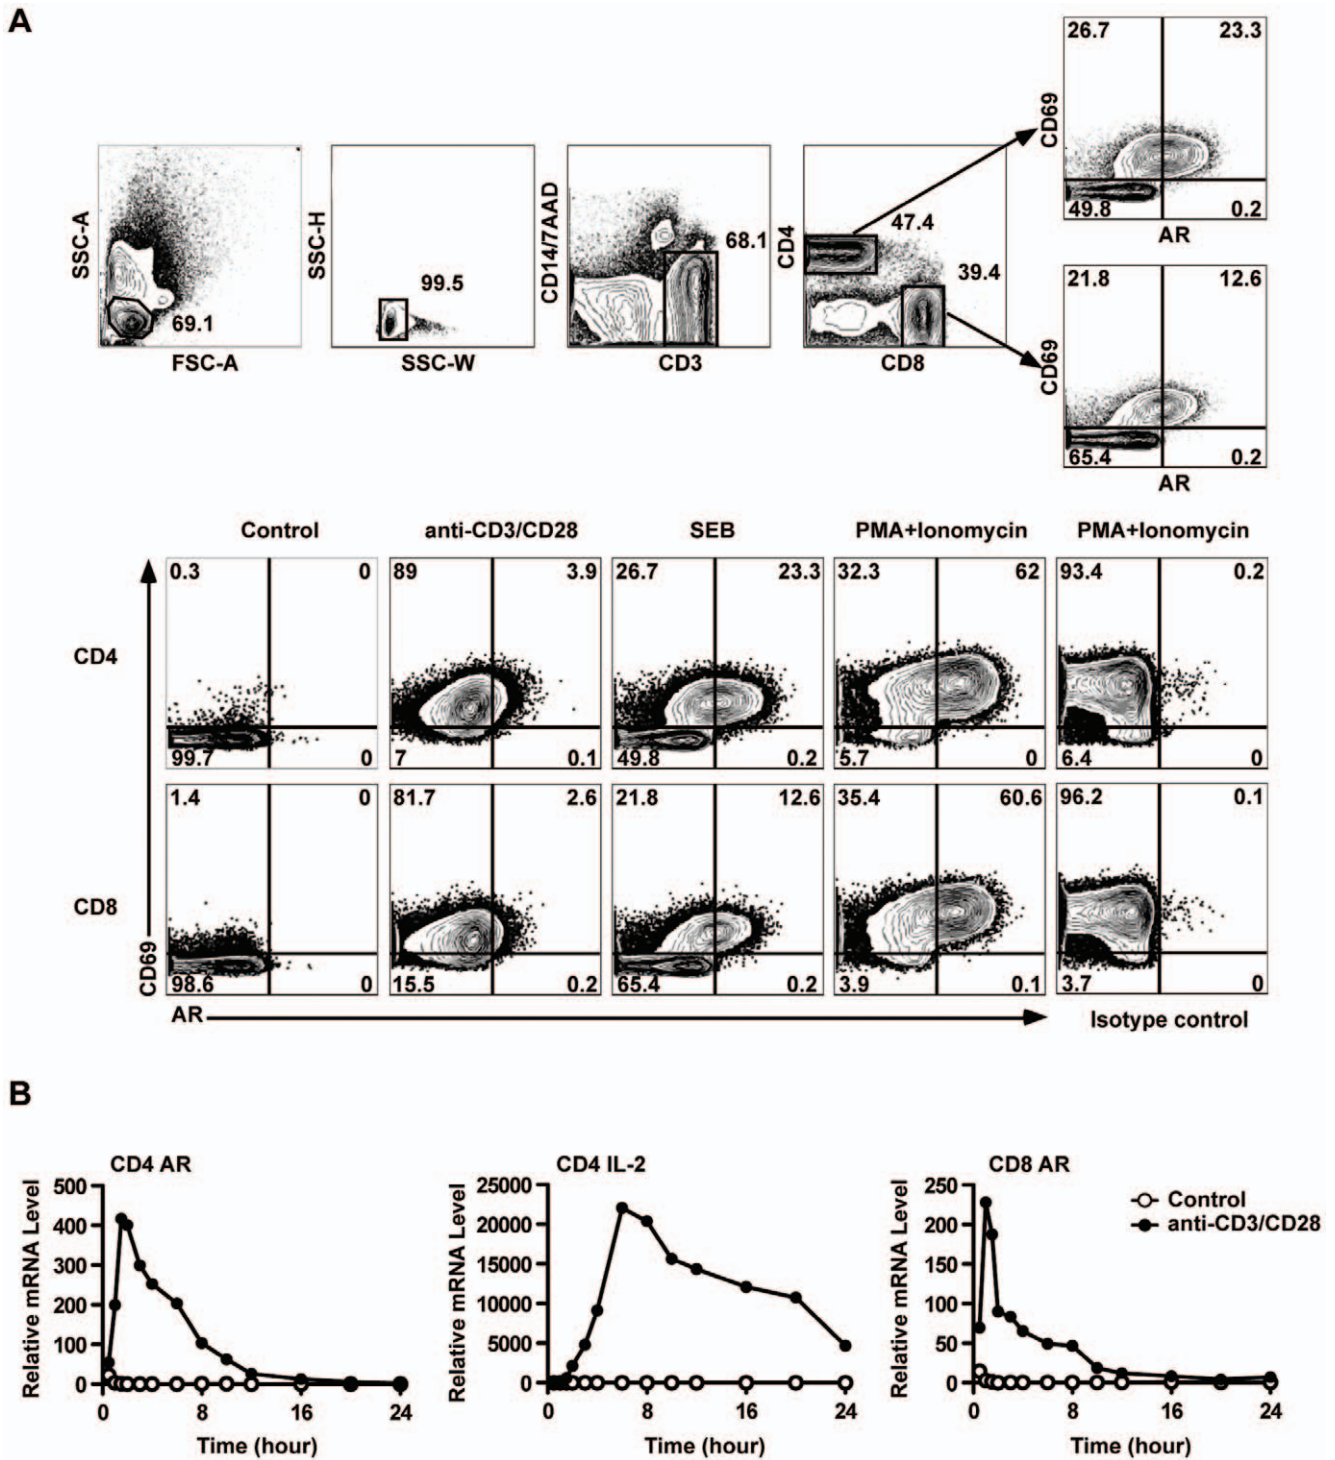 A
26.7 23.3
CD69
49.8 0.2
AR
SSC-A
69.1
FSC-A
SSC-H
99.5
SSC-W
CD14/7AAD
68.1
CD3
CD4
47.4
39.4
CD8
21.8 12.6
CD69
65.4 0.2
AR
Control anti-CD3/CD28 SEB PMA+Ionomycin PMA+Ionomycin
CD4
0.3 0 89 3.9 26.7 23.3 32.3 62 93.4 0.2
99.7 0 7 0.1 49.8 0.2 5.7 0 6.4 0
CD8
1.4 0 81.7 2.6 21.8 12.6 35.4 60.6 96.2 0.1
98.6 0 15.5 0.2 65.4 0.2 3.9 0.1 3.7 0
CD69
AR
Isotype control
B
CD4 AR
Relative mRNA Level
500
400
300
200
100
0
0 8 16 24
Time (hour)
CD4 IL-2
Relative mRNA Level
25000
20000
15000
10000
5000
0
0 8 16 24
Time (hour)
CD8 AR
Relative mRNA Level
250
200
150
100
50
0
0 8 16 24
Time (hour)
Control
anti-CD3/CD28